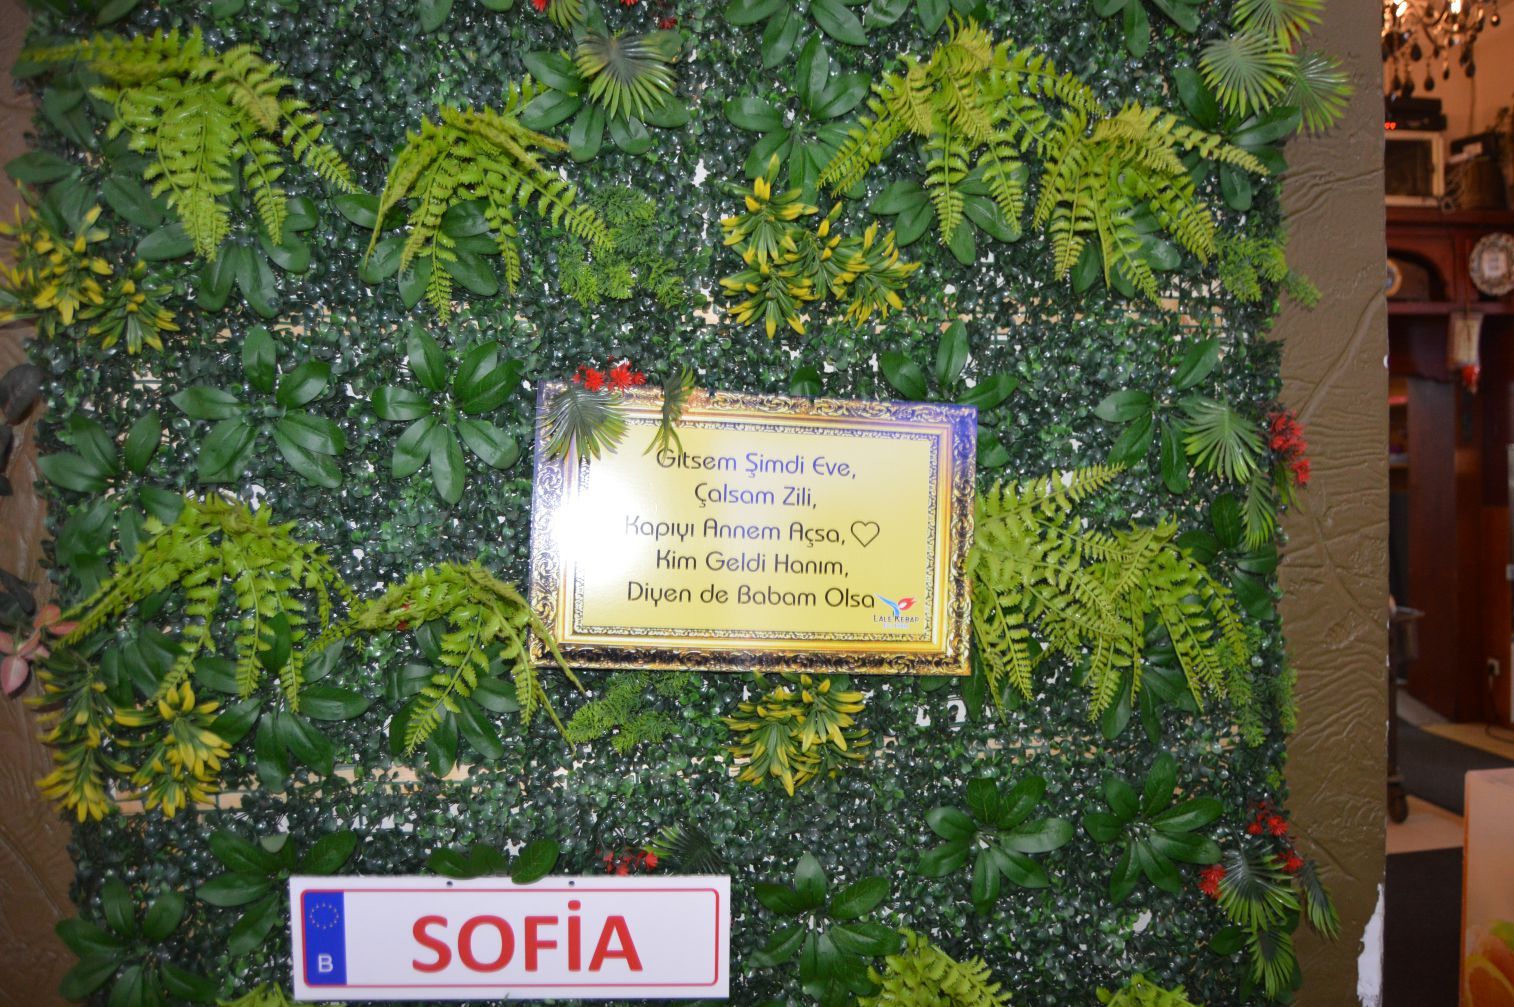 Gitsem Şimdi Eve,
Çalsam Zili,
Kapıyı Annem Açsa,
Kim Geldi Hanım,
Diyen de Babam Olsa
LALE KEBAP
B
SOFİA